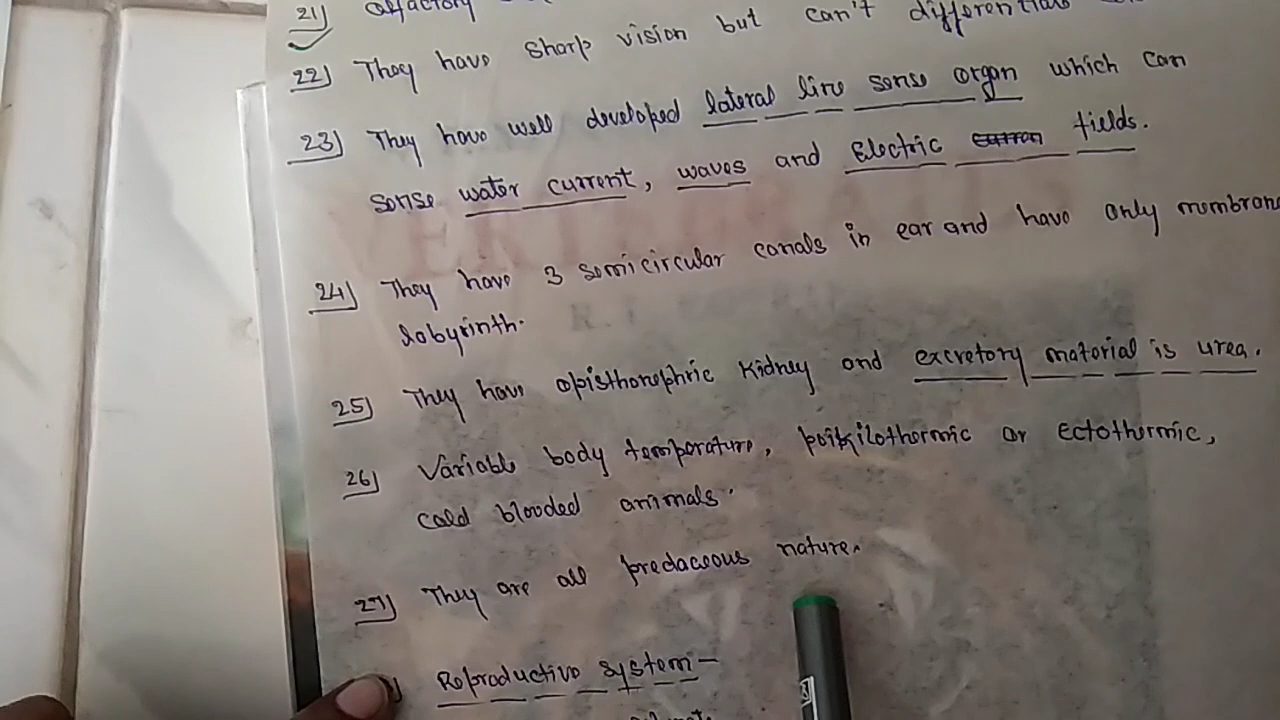 21) olfactory
22) They have sharp vision but can't differentiate
23) They have well developed lateral line sense organ which can
sense water current, waves and Electric fields.
24) They have 3 semicircular canals in ear and have only membrane
labyrinth.
25) They have opisthonephric kidney and excretory material is urea.
26) Variable body temperature, poikilothermic or ectothermic,
cold blooded animals.
27) They are all predaceous nature.
Reproductive system-